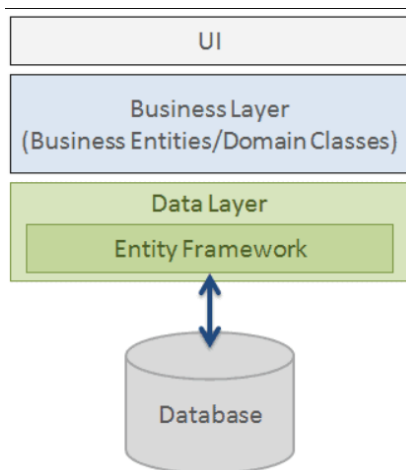 UI
Business Layer
(Business Entities/Domain Classes)
Data Layer
Entity Framework
Database